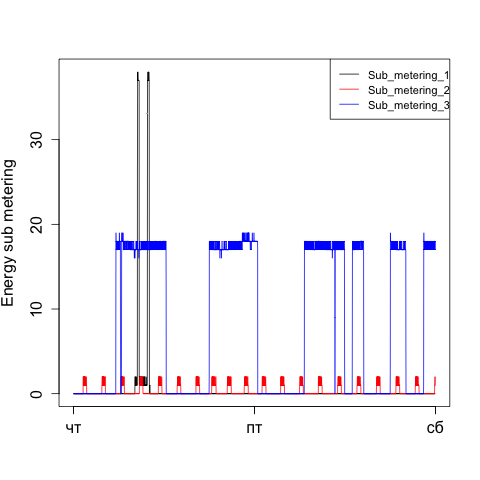 Sub_metering_1
Sub_metering_2
Sub_metering_3
Energy sub metering
30
20
10
0
чт пт сб